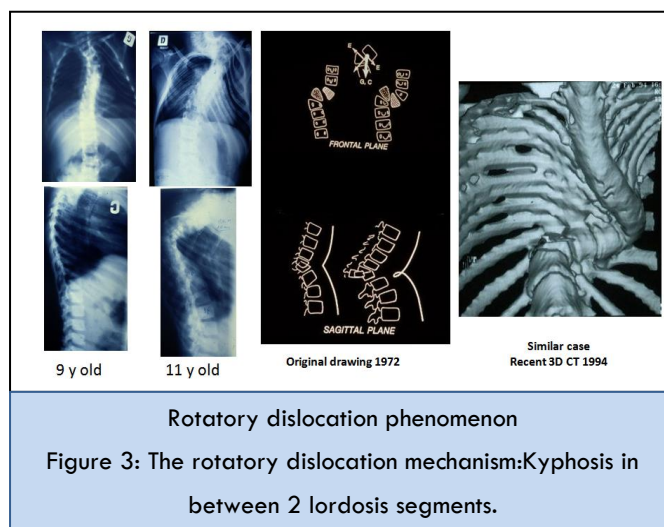 D
D
E
E
G, C
FRONTAL PLANE
SAGITTAL PLANE
9 y old
11 y old
Original drawing 1972
Similar case
Recent 3D CT 1994
Rotatory dislocation phenomenon
Figure 3: The rotatory dislocation mechanism:Kyphosis in
between 2 lordosis segments.